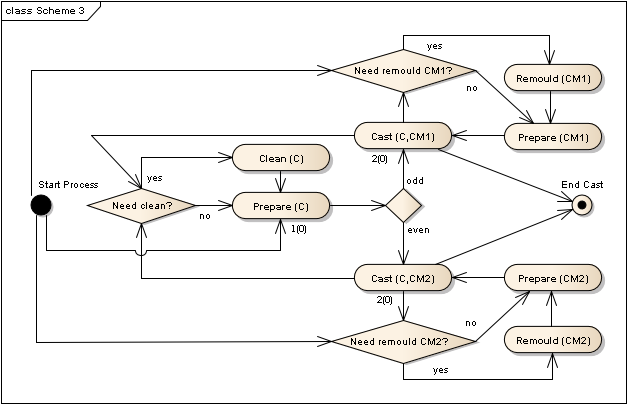 class Scheme 3
yes
Need remould CM1?
Remould (CM1)
no
Cast (C,CM1)
Prepare (CM1)
2(0)
Clean (C)
yes
odd
Start Process
End Cast
Need clean?
no
Prepare (C)
1(0)
even
Cast (C,CM2)
Prepare (CM2)
2(0)
no
Need remould CM2?
Remould (CM2)
yes